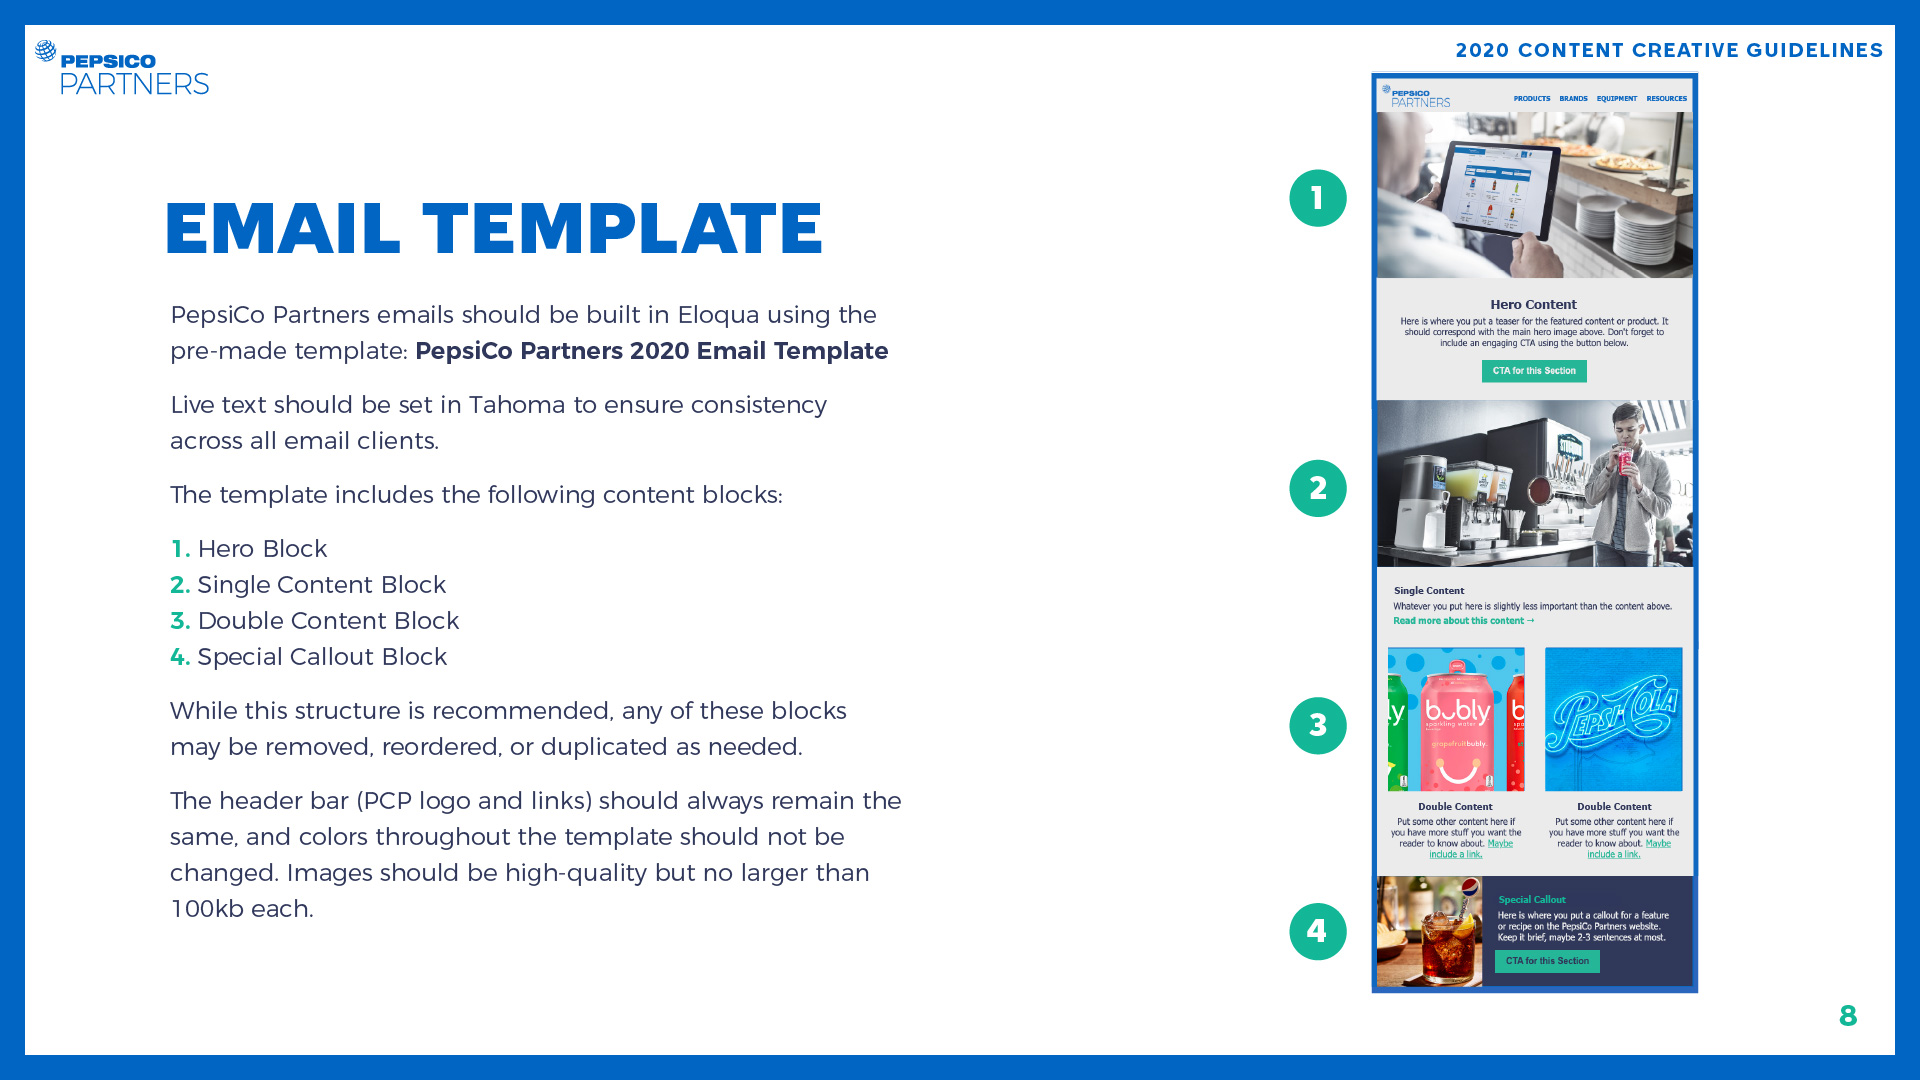 PEPSICO
PARTNERS
2020 CONTENT CREATIVE GUIDELINES
EMAIL TEMPLATE
PepsiCo Partners emails should be built in Eloqua using the
pre-made template: PepsiCo Partners 2020 Email Template
Live text should be set in Tahoma to ensure consistency
across all email clients.
The template includes the following content blocks:
1. Hero Block
2. Single Content Block
3. Double Content Block
4. Special Callout Block
While this structure is recommended, any of these blocks
may be removed, reordered, or duplicated as needed.
The header bar (PCP logo and links) should always remain the
same, and colors throughout the template should not be
changed. Images should be high-quality but no larger than
100kb each.
PEPSICO
PARTNERS
PRODUCTS BRANDS EQUIPMENT RESOURCES
1
Hero Content
Here is where you put a teaser for the featured content or product. It
should correspond with the main hero image above. Don't forget to
include an engaging CTA using the button below.
CTA for this Section
2
Single Content
Whatever you put here is slightly less important than the content above.
Read more about this content →
3
ly
bubly
sparkling water
grapefruitbubly.
b
PEPSI·COLA
Double Content
Put some other content here if
you have more stuff you want the
reader to know about. Maybe
include a link.
Double Content
Put some other content here if
you have more stuff you want the
reader to know about. Maybe
include a link.
4
Special Callout
Here is where you put a callout for a feature
or recipe on the PepsiCo Partners website.
Keep it brief, maybe 2-3 sentences at most.
CTA for this Section
8